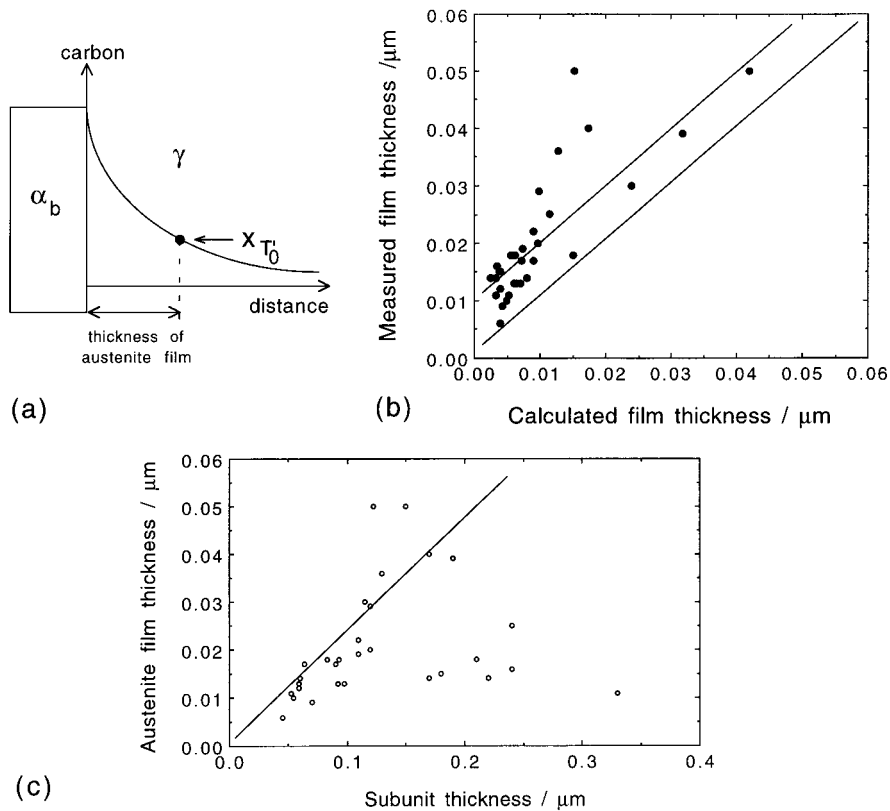 carbon
γ
α b
X T'0
distance
thickness of
austenite film
(a)
Measured film thickness /μm
0.06
0.05
0.04
0.03
0.02
0.01
0.00
0.00 0.01 0.02 0.03 0.04 0.05 0.06
(b)
Calculated film thickness / μm
Austenite film thickness / μm
0.06
0.05
0.04
0.03
0.02
0.01
0.00
0.0 0.1 0.2 0.3 0.4
(c)
Subunit thickness / μm